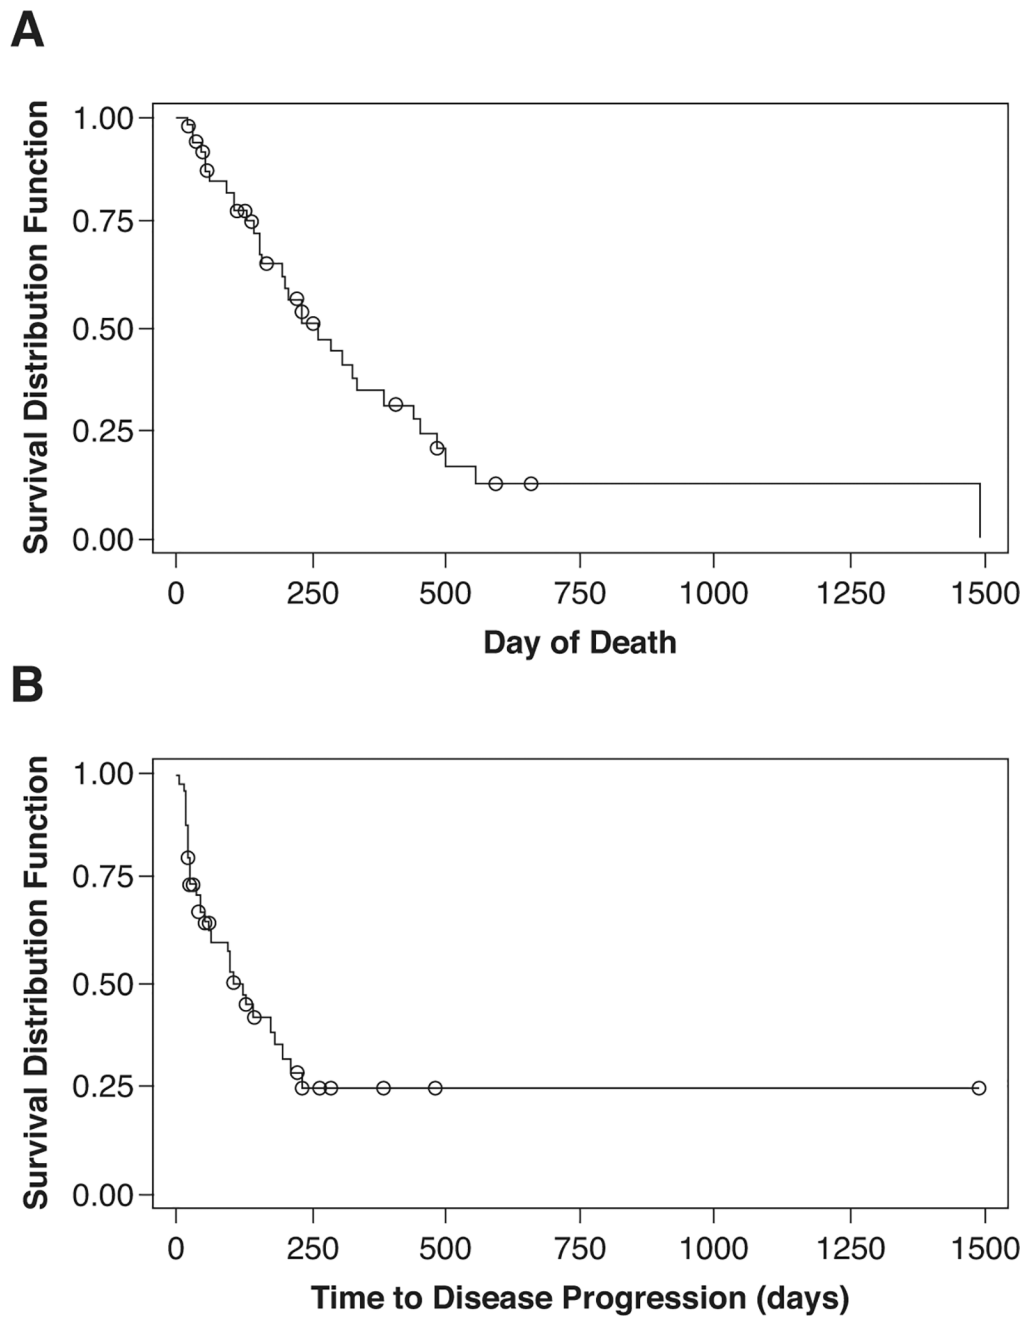 A
Survival Distribution Function
1.00
0.75
0.50
0.25
0.00
0 250 500 750 1000 1250 1500
Day of Death
B
Survival Distribution Function
1.00
0.75
0.50
0.25
0.00
0 250 500 750 1000 1250 1500
Time to Disease Progression (days)